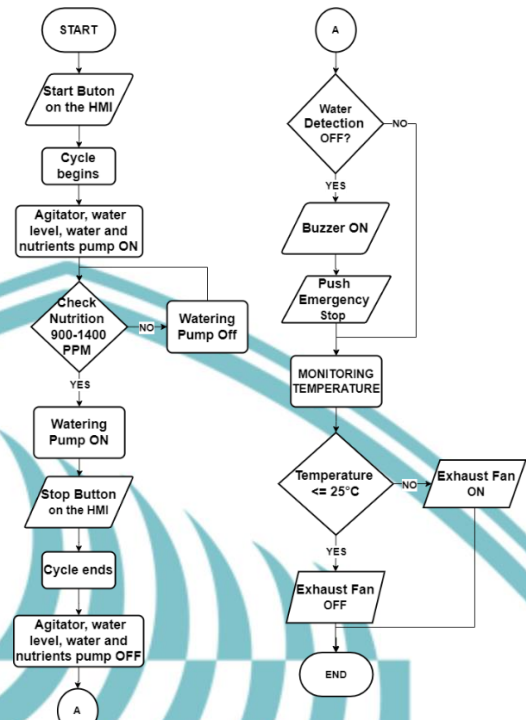 START
Start Buton
on the HMI
Cycle
begins
Agitator, water
level, water and
nutrients pump ON
Check
Nutrition
900-1400
PPM
NO
Watering
Pump Off
YES
Watering
Pump ON
Stop Button
on the HMI
Cycle ends
Agitator, water
level, water and
nutrients pump OFF
A
A
Water
Detection
OFF?
NO
YES
Buzzer ON
Push
Emergency
Stop
MONITORING
TEMPERATURE
Temperature
<= 25°C
NO
Exhaust Fan
ON
YES
Exhaust Fan
OFF
END